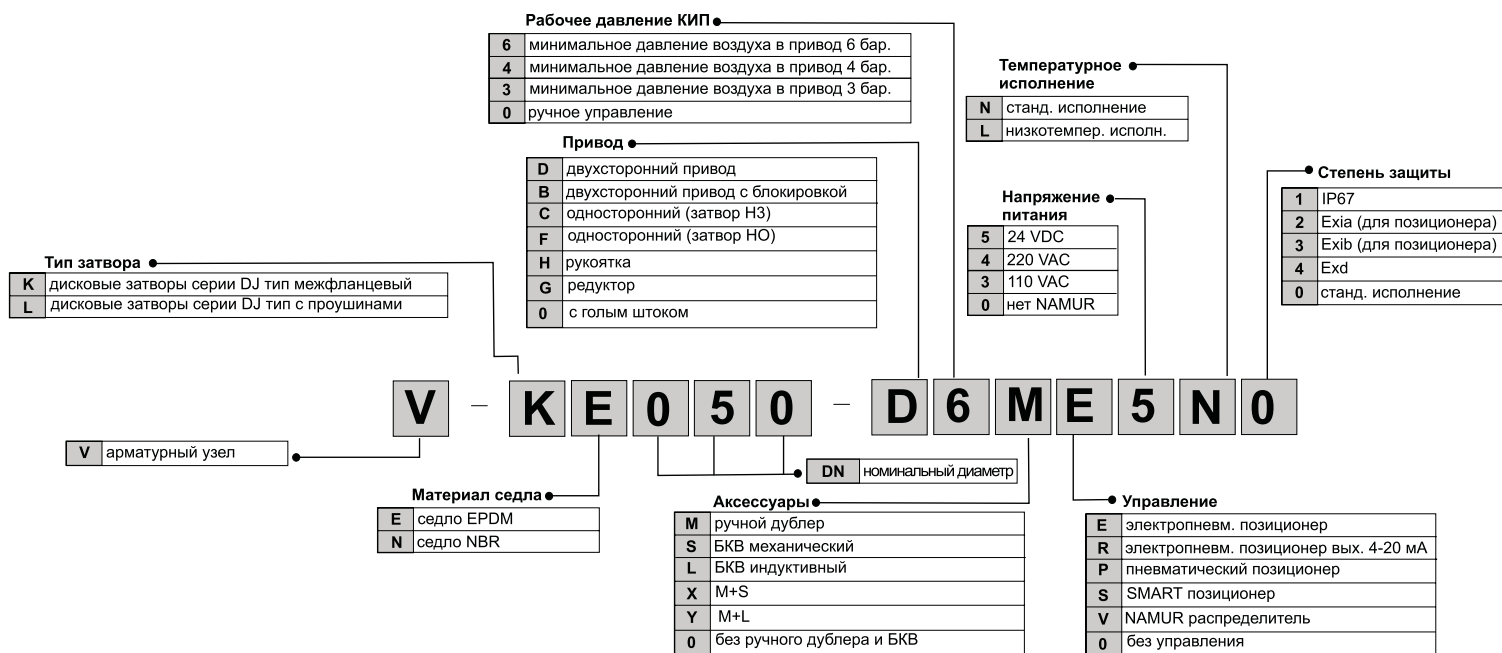 Рабочее давление КИП
6 минимальное давление воздуха в привод 6 бар.
4 минимальное давление воздуха в привод 4 бар.
3 минимальное давление воздуха в привод 3 бар.
0 ручное управление
Температурное
исполнение
N станд. исполнение
L низкотемпер. исполн.
Привод
D двухсторонний привод
B двухсторонний привод с блокировкой
C односторонний (затвор НЗ)
F односторонний (затвор НО)
H рукоятка
G редуктор
0 с голым штоком
Напряжение
питания
5 24 VDC
4 220 VAC
3 110 VAC
0 нет NAMUR
Степень защиты
1 IP67
2 Exia (для позиционера)
3 Exib (для позиционера)
4 Exd
0 станд. исполнение
Тип затвора
K дисковые затворы серии DJ тип межфланцевый
L дисковые затворы серии DJ тип с проушинами
V – K E 0 5 0 – D 6 M E 5 N 0
V арматурный узел
DN номинальный диаметр
Материал седла
E седло EPDM
N седло NBR
Аксессуары
M ручной дублер
S БКВ механический
L БКВ индуктивный
X M+S
Y M+L
0 без ручного дублера и БКВ
Управление
E электропневм. позиционер
R электропневм. позиционер вых. 4-20 мА
P пневматический позиционер
S SMART позиционер
V NAMUR распределитель
0 без управления